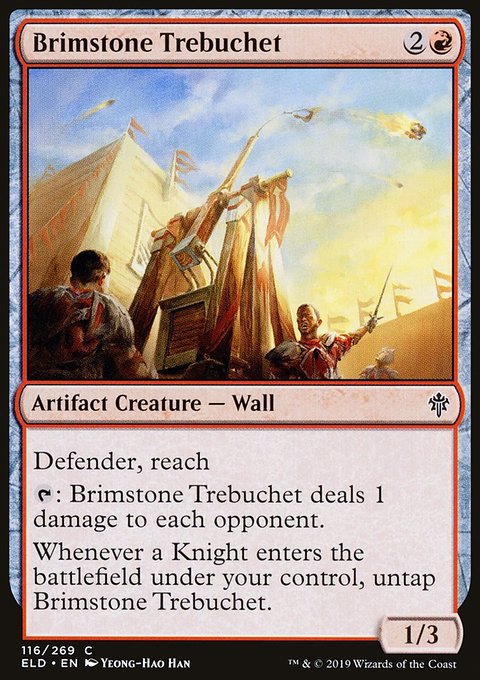 Brimstone Trebuchet 2
Artifact Creature — Wall
Defender, reach
: Brimstone Trebuchet deals 1
damage to each opponent.
Whenever a Knight enters the
battlefield under your control, untap
Brimstone Trebuchet.
1/3
116/269 C
ELD • EN Yeong-Hao Han
™ & © 2019 Wizards of the Coast